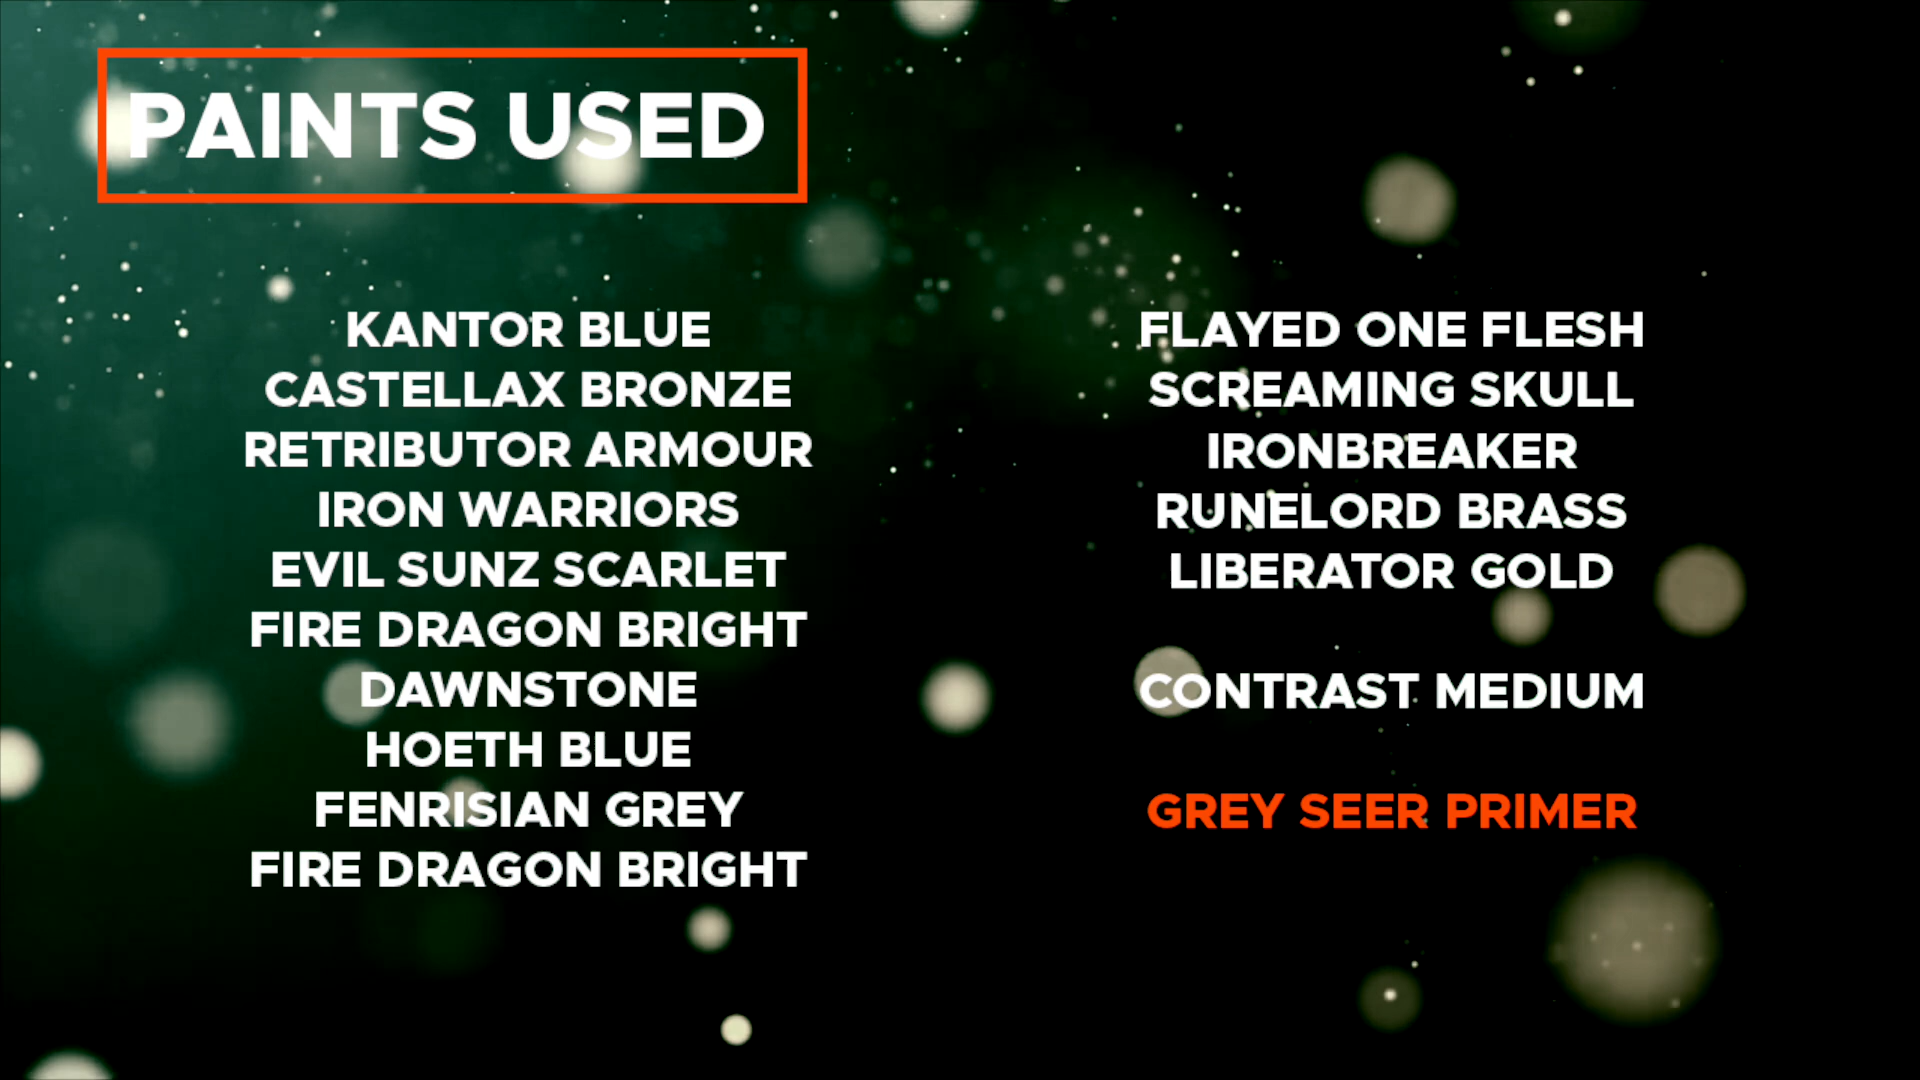 PAINTS USED
KANTOR BLUE
CASTELLAX BRONZE
RETRIBUTOR ARMOUR
IRON WARRIORS
EVIL SUNZ SCARLET
FIRE DRAGON BRIGHT
DAWNSTONE
HOETH BLUE
FENRISIAN GREY
FIRE DRAGON BRIGHT
FLAYED ONE FLESH
SCREAMING SKULL
IRONBREAKER
RUNELORD BRASS
LIBERATOR GOLD
CONTRAST MEDIUM
GREY SEER PRIMER